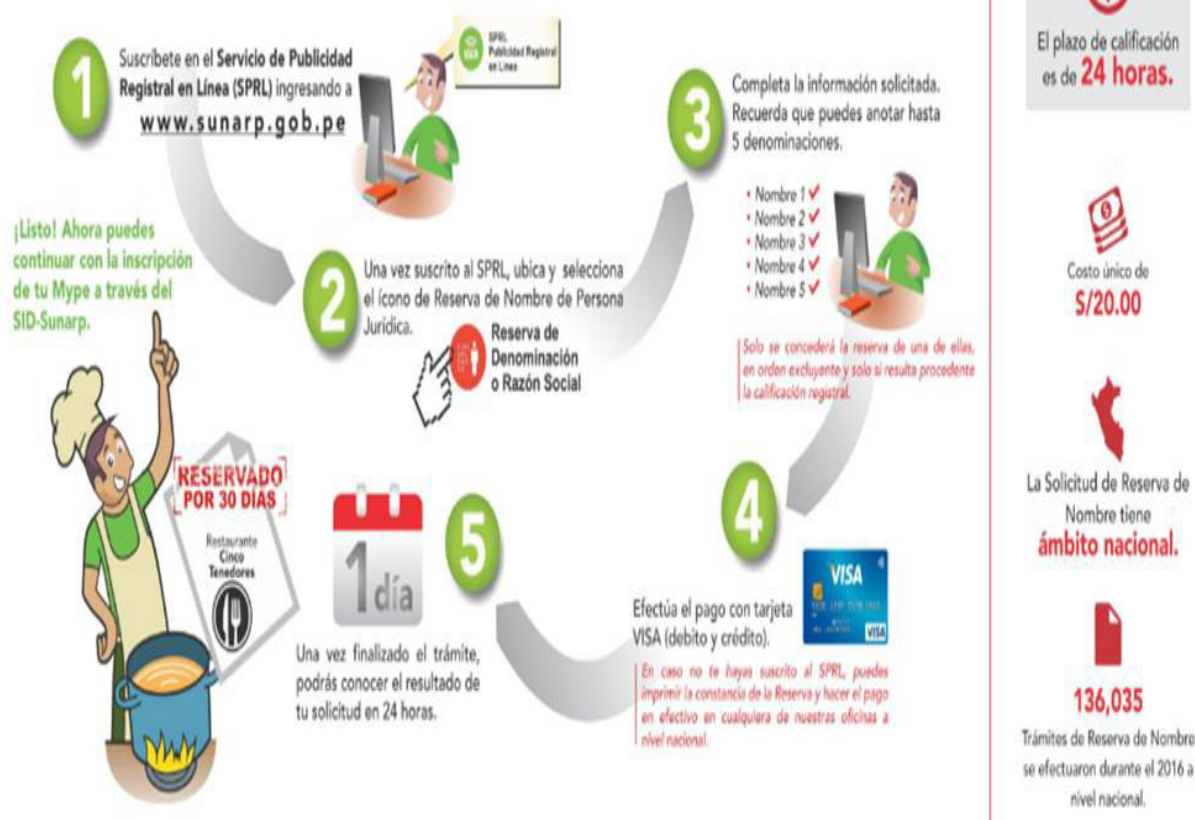 1
Suscríbete en el Servicio de Publicidad
Registral en Línea (SPRL) ingresando a
www.sunarp.gob.pe
SPRL
Publicidad Registral
en Línea
2
Una vez suscrito al SPRL, ubica y selecciona
el ícono de Reserva de Nombre de Persona
Jurídica.
Reserva de
Denominación
o Razón Social
3
Completa la información solicitada.
Recuerda que puedes anotar hasta
5 denominaciones.
• Nombre 1 ✓
• Nombre 2 ✓
• Nombre 3 ✓
• Nombre 4 ✓
• Nombre 5 ✓
Solo se concederá la reserva de una de ellas,
en orden excluyente y solo si resulta procedente
la calificación registral.
4
VISA
VISA
Efectúa el pago con tarjeta
VISA (debito y crédito).
En caso no te hayas suscrito al SPRL, puedes
imprimir la constancia de la Reserva y hacer el pago
en efectivo en cualquiera de nuestras oficinas a
nivel nacional.
5
1 día
Una vez finalizado el trámite,
podrás conocer el resultado de
tu solicitud en 24 horas.
¡Listo! Ahora puedes
continuar con la inscripción
de tu Mype a través del
SID-Sunarp.
RESERVADO
POR 30 DÍAS
Restaurante
Cinco
Tenedores
El plazo de calificación
es de 24 horas.
Costo único de
S/20.00
La Solicitud de Reserva de
Nombre tiene
ámbito nacional.
136,035
Trámites de Reserva de Nombre
se efectuaron durante el 2016 a
nivel nacional.